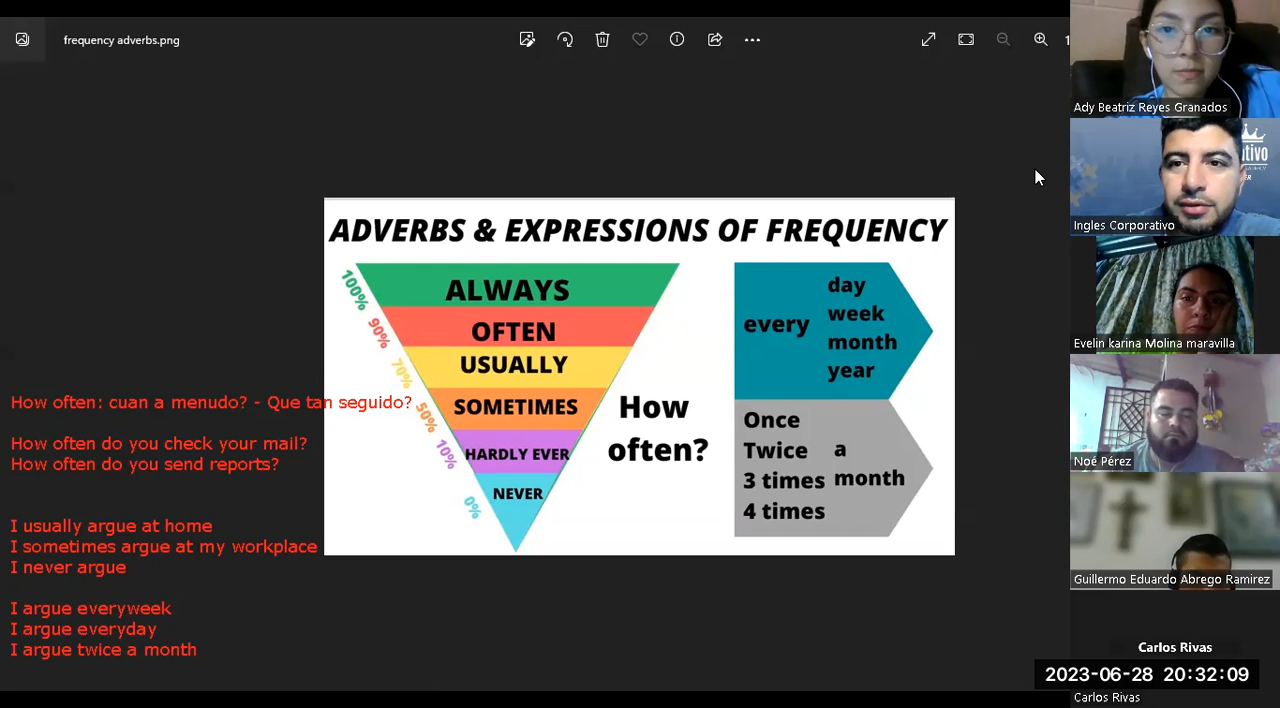 frequency adverbs.png
1
ADVERBS & EXPRESSIONS OF FREQUENCY
100%
ALWAYS
90%
OFTEN
70%
USUALLY
50%
SOMETIMES
10%
HARDLY EVER
0%
NEVER
How
often?
every
day
week
month
year
Once
Twice
3 times
4 times
a
month
How often: cuan a menudo? - Que tan seguido?
How often do you check your mail?
How often do you send reports?
I usually argue at home
I sometimes argue at my workplace
I never argue
I argue everyweek
I argue everyday
I argue twice a month
Ady Beatriz Reyes Granados
Ingles Corporativo
Evelin karina Molina maravilla
Noé Pérez
Guillermo Eduardo Abrego Ramirez
Carlos Rivas
2023-06-28 20:32:09
Carlos Rivas